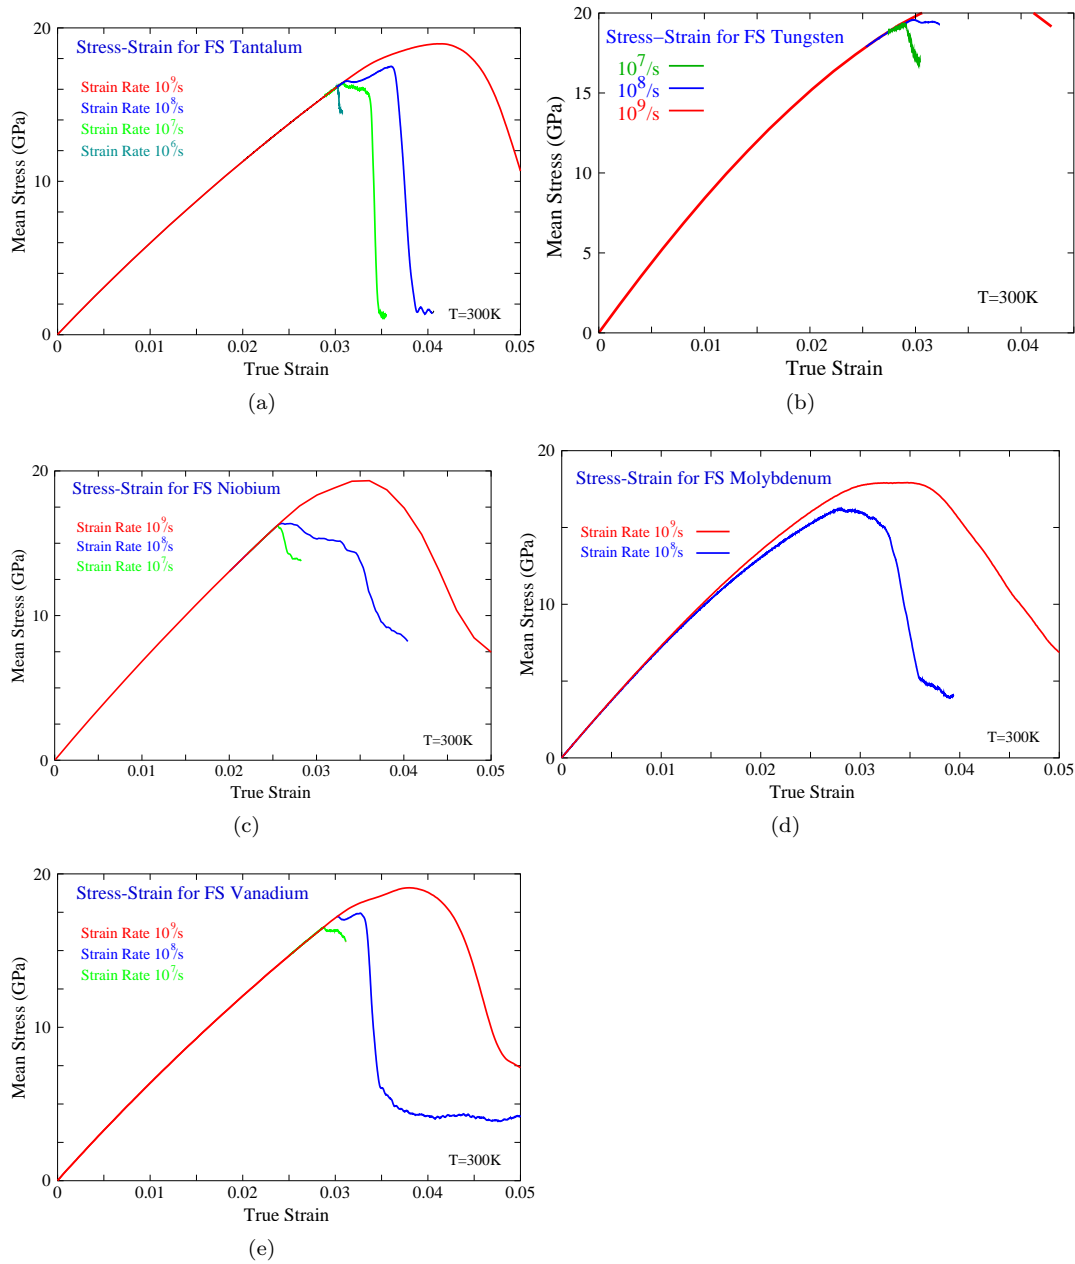 Stress-Strain for FS Tantalum
Strain Rate 10⁹/s
Strain Rate 10⁸/s
Strain Rate 10⁷/s
Strain Rate 10⁶/s
T=300K
Mean Stress (GPa)
0
10
20
0
0.01
0.02
0.03
0.04
0.05
True Strain
(a)
Stress−Strain for FS Tungsten
10⁷/s
10⁸/s
10⁹/s
T=300K
Mean Stress (GPa)
0
5
10
15
20
0
0.01
0.02
0.03
0.04
True Strain
(b)
Stress-Strain for FS Niobium
Strain Rate 10⁹/s
Strain Rate 10⁸/s
Strain Rate 10⁷/s
T=300K
Mean Stress (GPa)
0
10
20
0
0.01
0.02
0.03
0.04
0.05
True Strain
(c)
Stress-Strain for FS Molybdenum
Strain Rate 10⁹/s
Strain Rate 10⁸/s
T=300K
Mean Stress (GPa)
0
10
20
0
0.01
0.02
0.03
0.04
0.05
True Strain
(d)
Stress-Strain for FS Vanadium
Strain Rate 10⁹/s
Strain Rate 10⁸/s
Strain Rate 10⁷/s
T=300K
Mean Stress (GPa)
0
10
20
0
0.01
0.02
0.03
0.04
0.05
True Strain
(e)